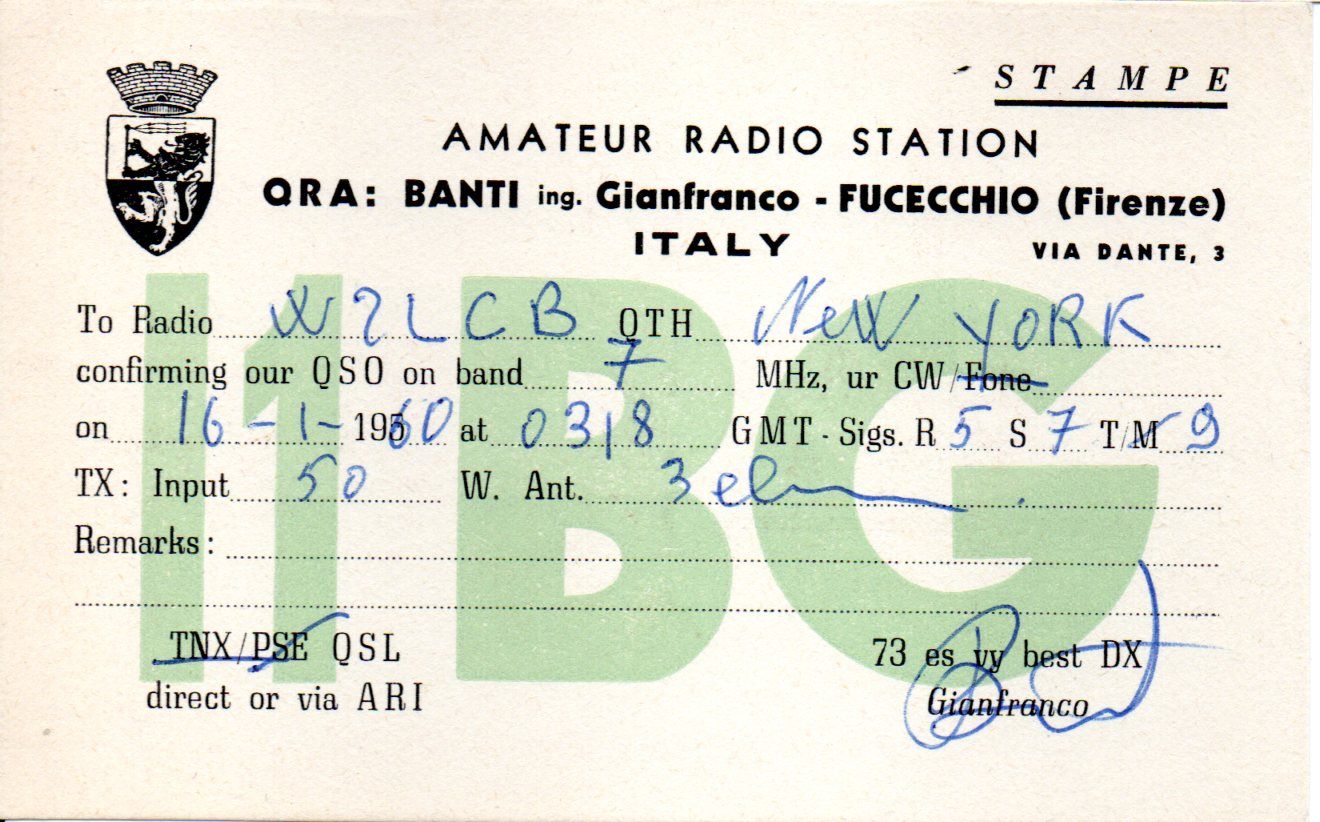 STAMPE
AMATEUR RADIO STATION
QRA: BANTI ing. Gianfranco - FUCECCHIO (Firenze)
ITALY
VIA DANTE, 3
I1BG
To Radio W2LCB QTH New YORK
confirming our QSO on band 7 MHz, ur CW/Fone
on 16-1-1960 at 0318 GMT - Sigs. R 5 S 7 T/M 9
TX: Input 50 W. Ant. 3 el
Remarks:
TNX/PSE QSL
73 es vy best DX
direct or via ARI
Gianfranco